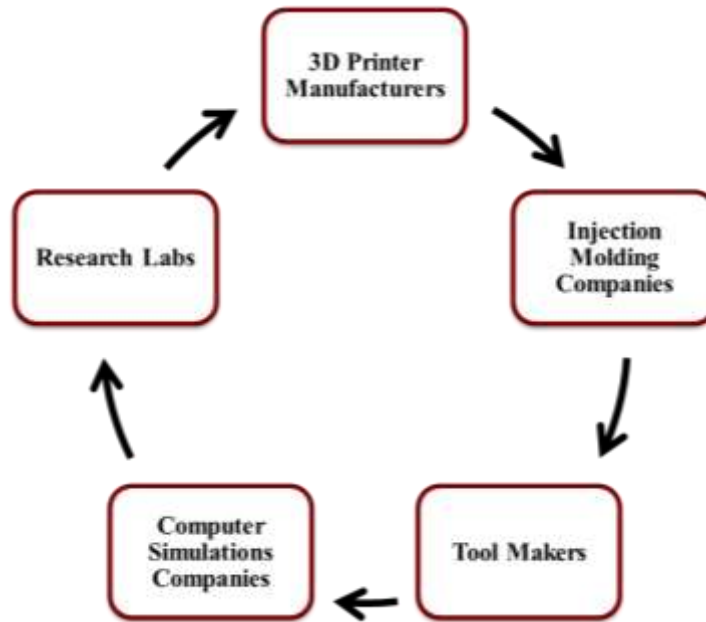 3D Printer
Manufacturers
Injection
Molding
Companies
Tool Makers
Computer
Simulations
Companies
Research Labs